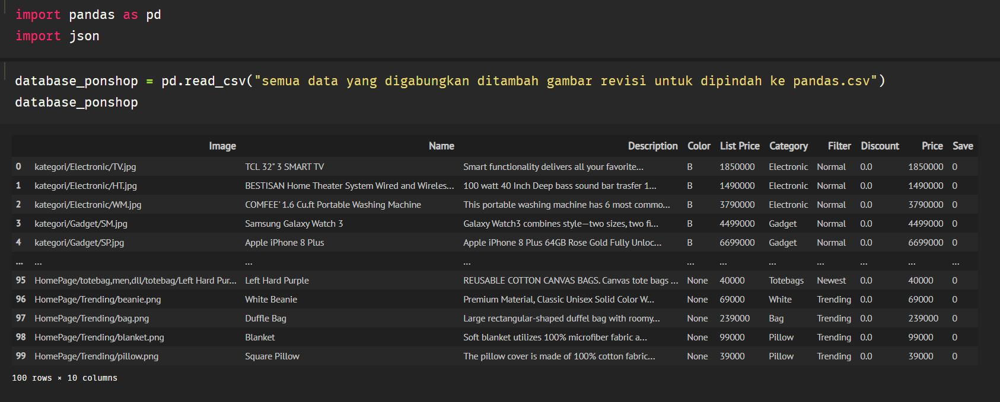 import pandas as pd
import json
database_ponshop = pd.read_csv("semua data yang digabungkan ditambah gambar revisi untuk dipindah ke pandas.csv")
database_ponshop
Image Name Description Color List Price Category Filter Discount Price Save
0 kategori/Electronic/TV.jpg TCL 32" 3 SMART TV Smart functionality delivers all your favorite... B 1850000 Electronic Normal 0.0 1850000 0
1 kategori/Electronic/HT.jpg BESTISAN Home Theater System Wired and Wireles... 100 watt 40 Inch Deep bass sound bar trasfer 1... B 1490000 Electronic Normal 0.0 1490000 0
2 kategori/Electronic/WM.jpg COMFEE' 1.6 Cu.ft Portable Washing Machine This portable washing machine has 6 most commo... B 3790000 Electronic Normal 0.0 3790000 0
3 kategori/Gadget/SM.jpg Samsung Galaxy Watch 3 Galaxy Watch3 combines style—two sizes, two fi... B 4499000 Gadget Normal 0.0 4499000 0
4 kategori/Gadget/SP.jpg Apple iPhone 8 Plus Apple iPhone 8 Plus 64GB Rose Gold Fully Unloc... B 6699000 Gadget Normal 0.0 6699000 0
... ... ... ... ... ... ... ... ... ... ...
95 HomePage/totebag,men,dll/totebag/Left Hard Pur... Left Hard Purple REUSABLE COTTON CANVAS BAGS. Canvas tote bags ... None 40000 Totebags Newest 0.0 40000 0
96 HomePage/Trending/beanie.png White Beanie Premium Material, Classic Unisex Solid Color W... None 69000 White Trending 0.0 69000 0
97 HomePage/Trending/bag.png Duffle Bag Large rectangular-shaped duffel bag with roomy... None 239000 Bag Trending 0.0 239000 0
98 HomePage/Trending/blanket.png Blanket Soft blanket utilizes 100% microfiber fabric a... None 99000 Pillow Trending 0.0 99000 0
99 HomePage/Trending/pillow.png Square Pillow The pillow cover is made of 100% cotton fabric... None 39000 Pillow Trending 0.0 39000 0
100 rows × 10 columns